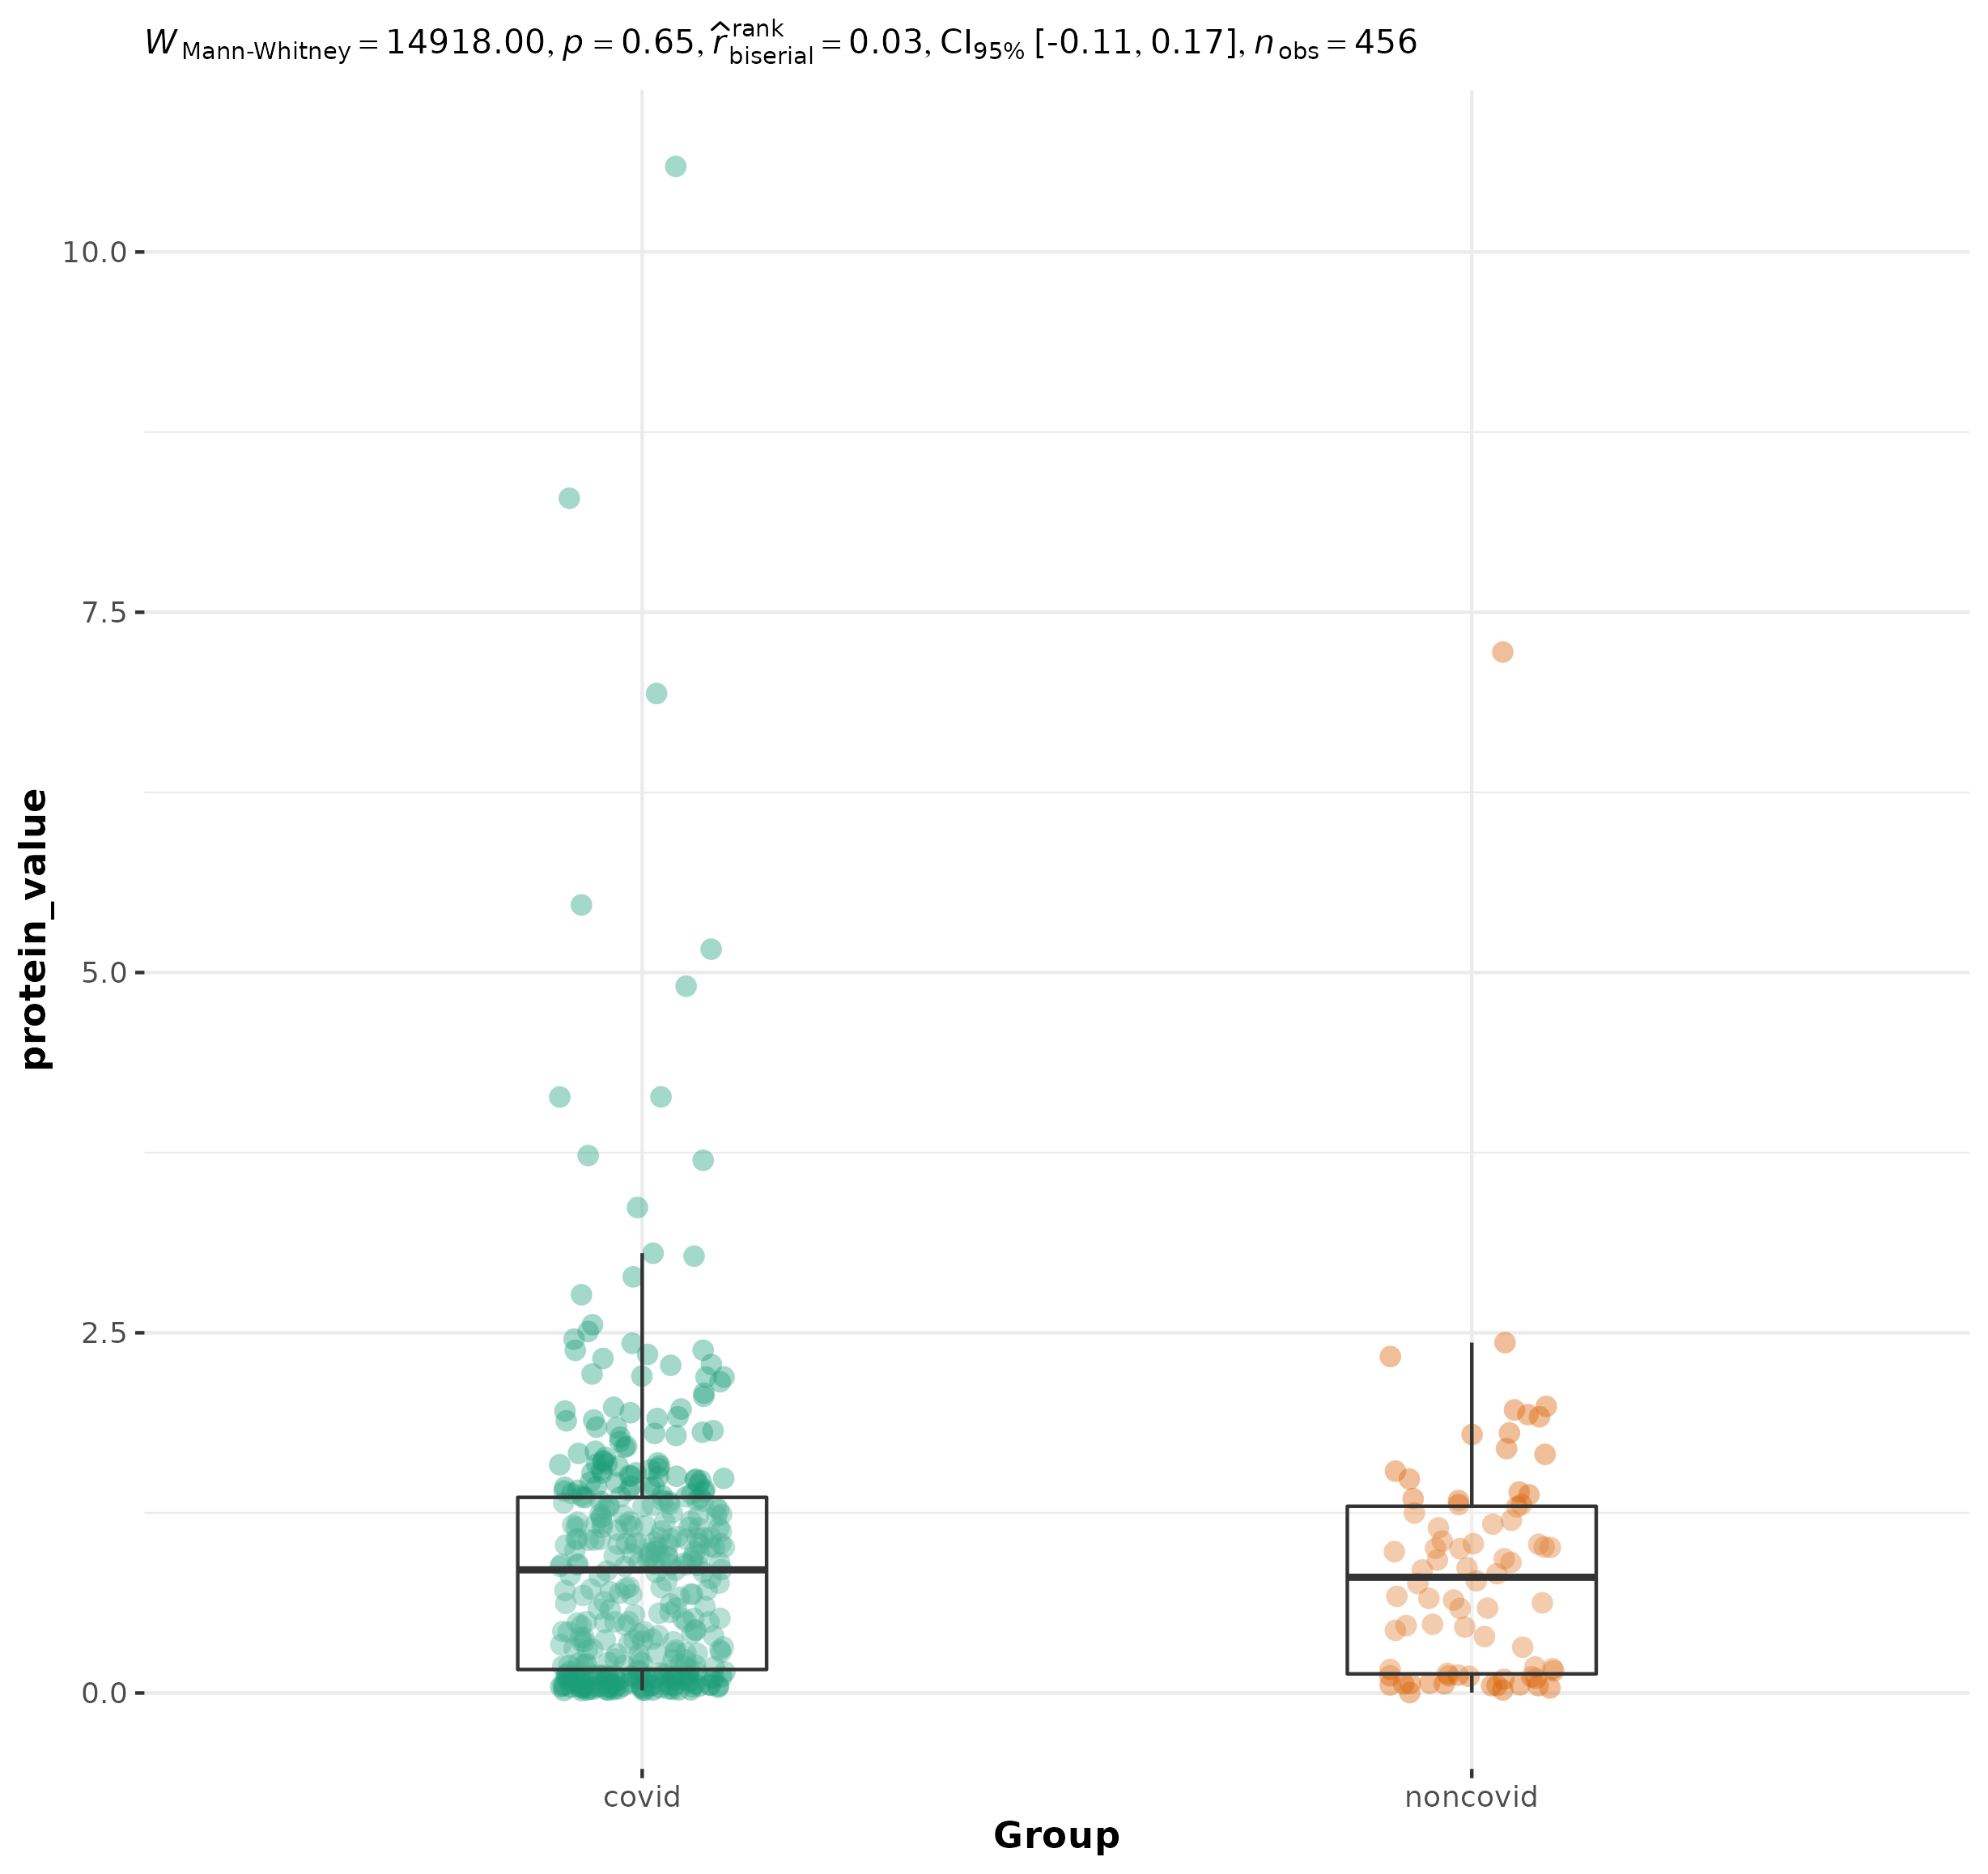 W Mann-Whitney = 14918.00, p = 0.65, r̂ rank biserial = 0.03, CI95% [-0.11, 0.17], n obs = 456
10.0
7.5
5.0
2.5
0.0
protein_value
covid noncovid
Group